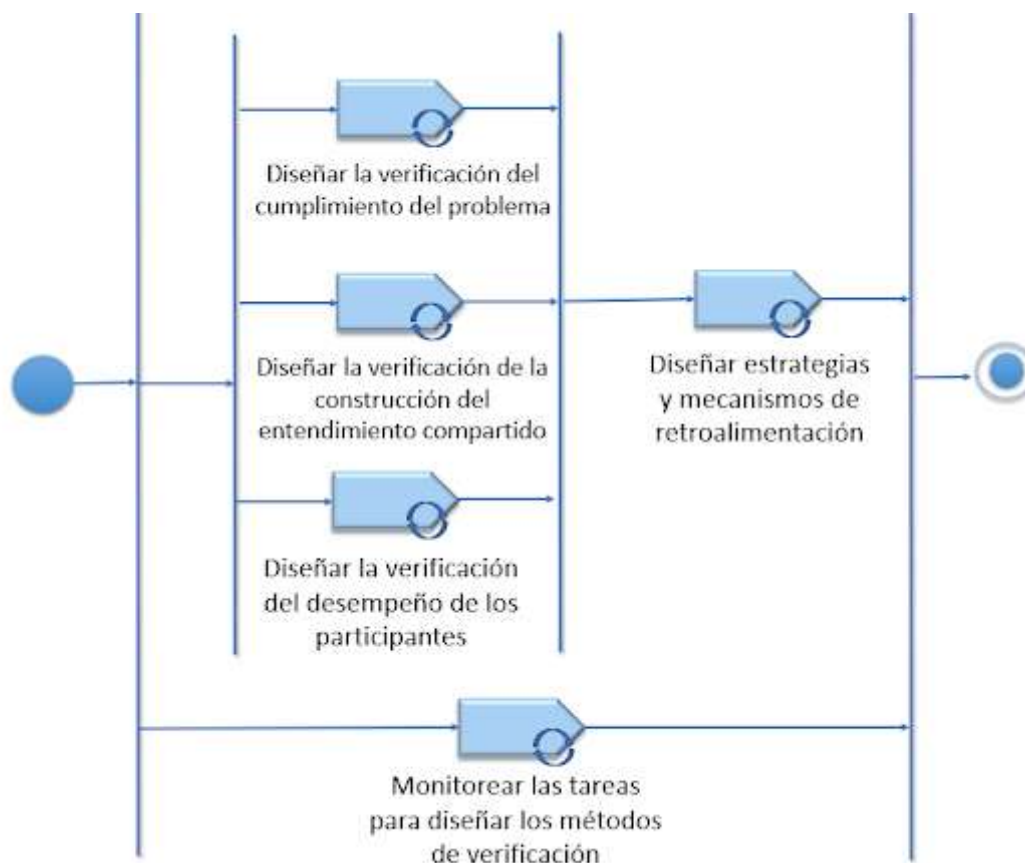 Diseñar la verificación del
cumplimiento del problema
Diseñar la verificación de la
construcción del
entendimiento compartido
Diseñar estrategias
y mecanismos de
retroalimentación
Diseñar la verificación
del desempeño de los
participantes
Monitorear las tareas
para diseñar los métodos
de verificación